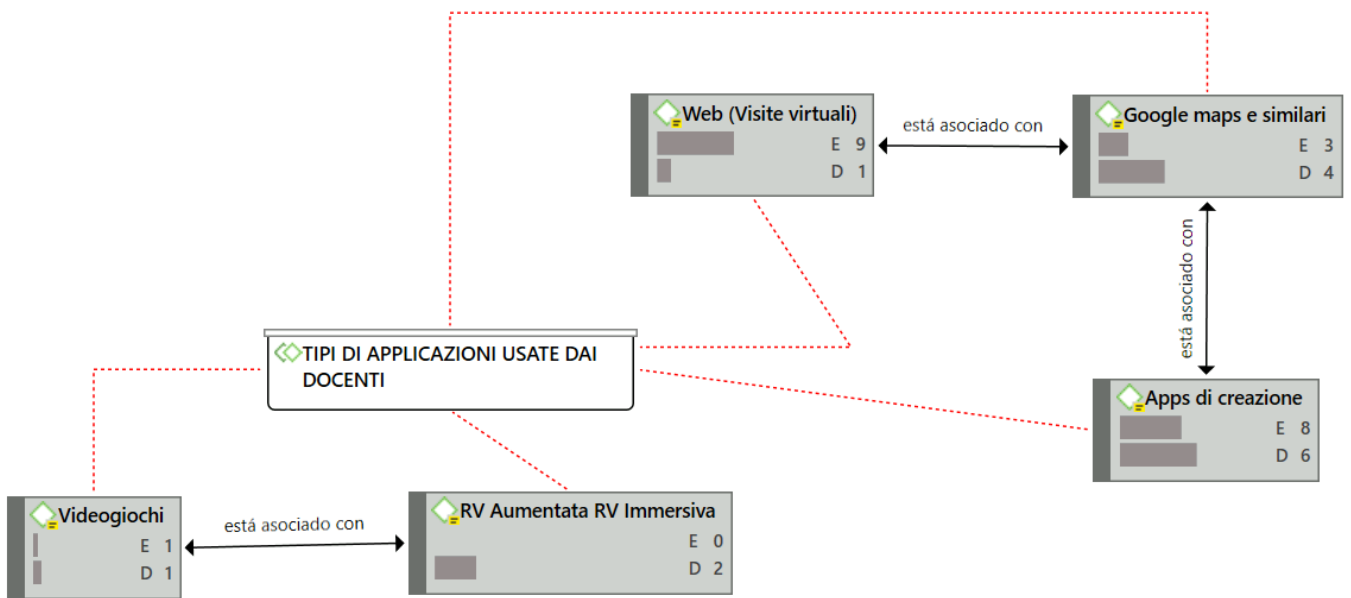 Web (Visite virtuali)
E 9
D 1
está asociado con
Google maps e similari
E 3
D 4
está asociado con
TIPI DI APPLICAZIONI USATE DAI
DOCENTI
Apps di creazione
E 8
D 6
Videogiochi
E 1
D 1
está asociado con
RV Aumentata RV Immersiva
E 0
D 2